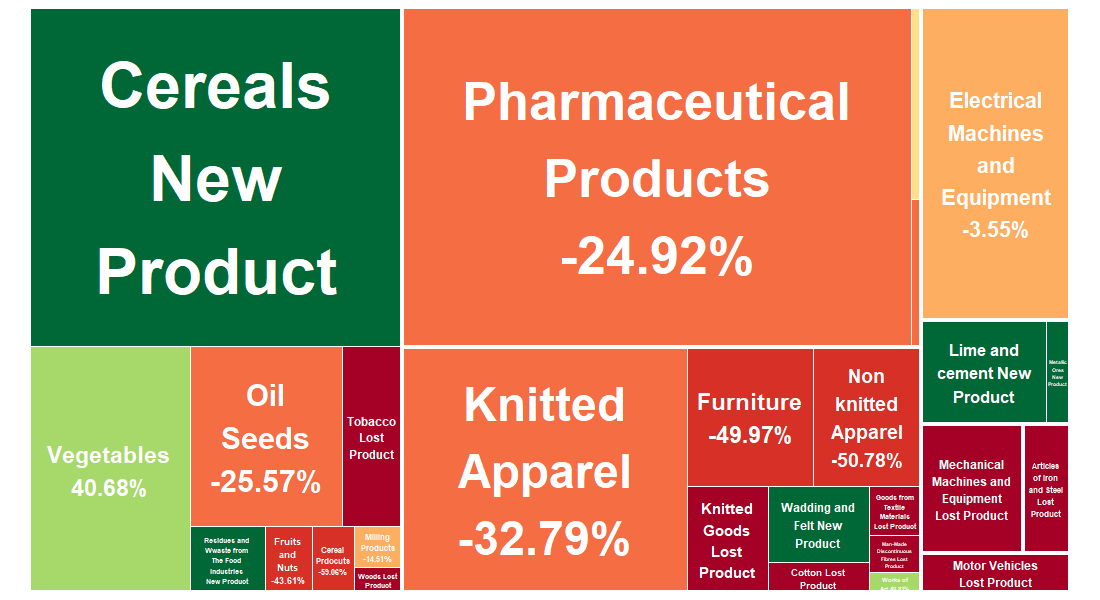 Cereals
New
Product
Vegetables
40.68%
Oil
Seeds
-25.57%
Tobacco
Lost
Product
Residues and
Wwaste from
The Food
Industries
New Product
Fruits
and
Nuts
-43.61%
Cereal
Prdocuts
-59.06%
Milling
Products
-14.51%
Woods Lost
Product
Pharmaceutical
Products
-24.92%
Knitted
Apparel
-32.79%
Furniture
-49.97%
Non
knitted
Apparel
-50.78%
Knitted
Goods
Lost
Product
Wadding and
Felt New
Product
Cotton Lost
Product
Goods from
Textile
Materials
Lost Product
Man-Made
Discontinuous
Fibres Lost
Product
Works of
Art
Electrical
Machines
and
Equipment
-3.55%
Lime and
cement New
Product
Metallic
Ores
New
Product
Mechanical
Machines and
Equipment
Lost Product
Articles
of Iron
and Steel
Lost
Product
Motor Vehicles
Lost Product